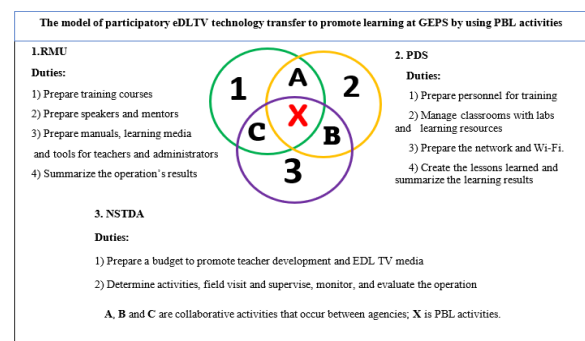 The model of participatory eDLTV technology transfer to promote learning at GEPS by using PBL activities
1.RMU
Duties:
1) Prepare training courses
2) Prepare speakers and mentors
3) Prepare manuals, learning media
and tools for teachers and administrators
4) Summarize the operation's results
1
A
2
X
C
B
3
2. PDS
Duties:
1) Prepare personnel for training
2) Manage classrooms with labs
and learning resources
3) Prepare the network and Wi-Fi.
4) Create the lessons learned and
summarize the learning results
3. NSTDA
Duties:
1) Prepare a budget to promote teacher development and EDL TV media
2) Determine activities, field visit and supervise, monitor, and evaluate the operation
A, B and C are collaborative activities that occur between agencies; X is PBL activities.